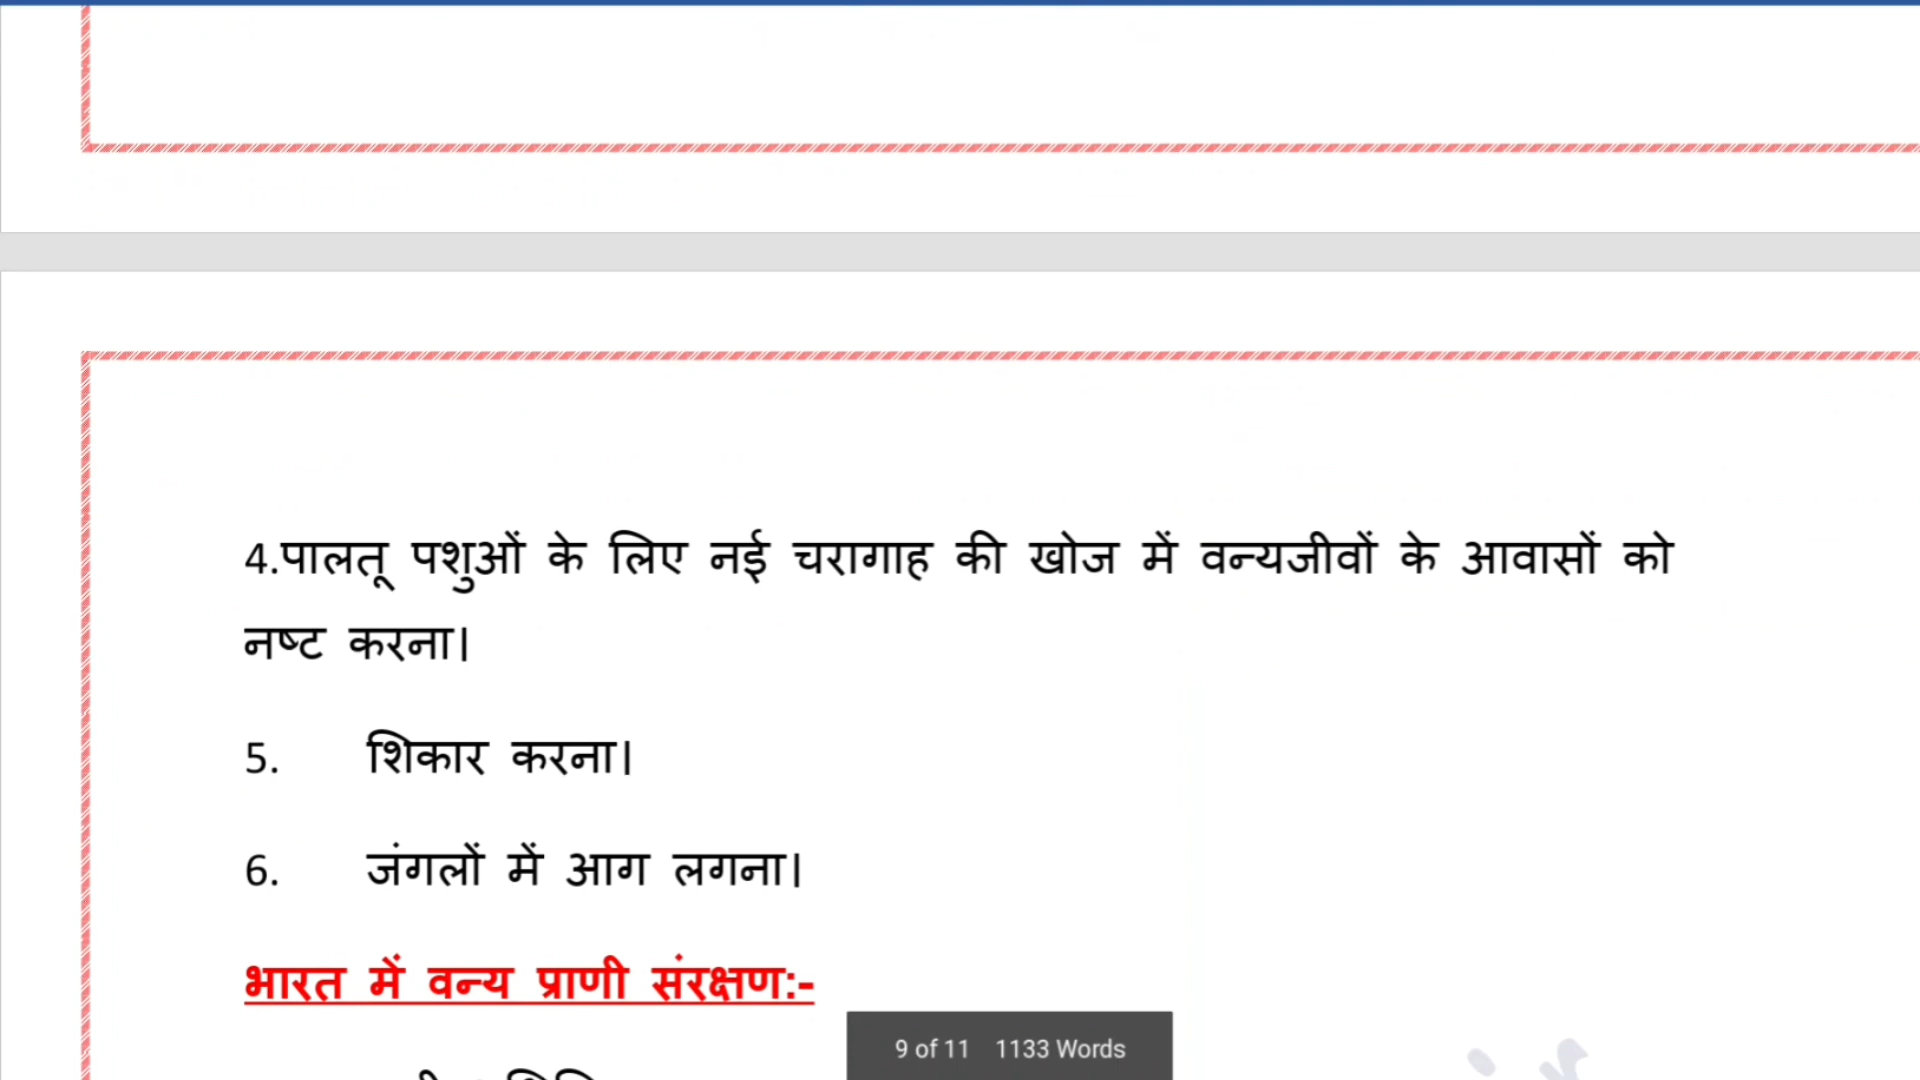 4.पालतू पशुओं के लिए नई चरागाह की खोज में वन्यजीवों के आवासों को
नष्ट करना।
5. शिकार करना।
6. जंगलों में आग लगना।
भारत में वन्य प्राणी संरक्षण:-
9 of 11 1133 Words